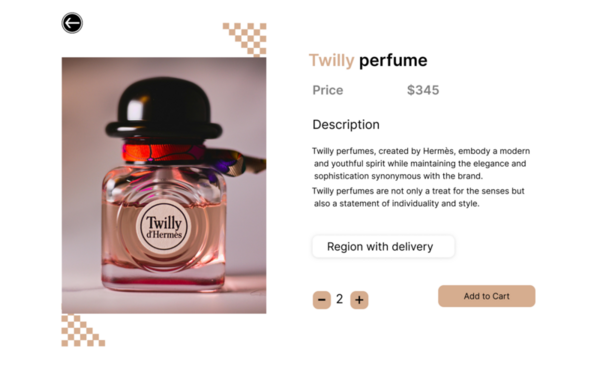 Twilly perfume
Price $345
Description
Twilly perfumes, created by Hermès, embody a modern
and youthful spirit while maintaining the elegance and
sophistication synonymous with the brand.
Twilly perfumes are not only a treat for the senses but
also a statement of individuality and style.
Twilly
d'Hermès
Region with delivery
− 2 +
Add to Cart